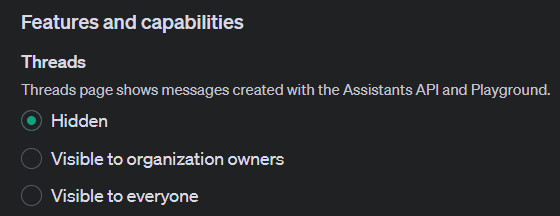 Features and capabilities
Threads
Threads page shows messages created with the Assistants API and Playground.
Hidden
Visible to organization owners
Visible to everyone